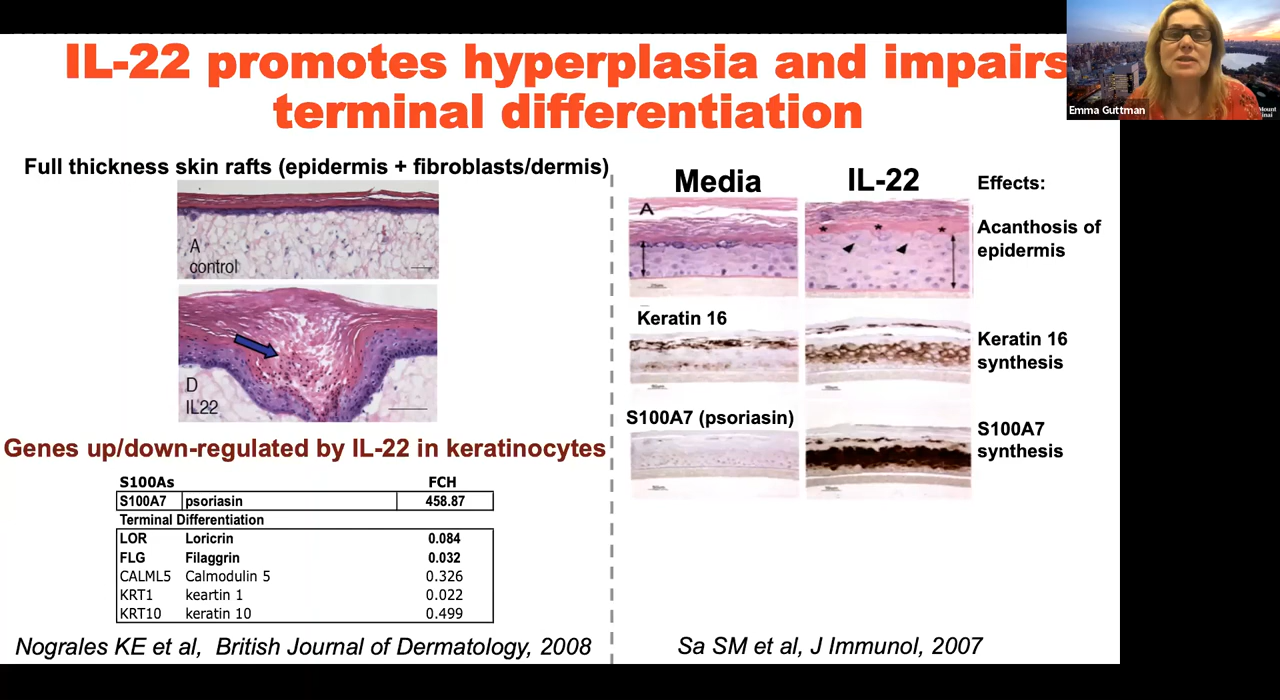 IL-22 promotes hyperplasia and impairs
terminal differentiation
Emma Guttman
Mount
Sinai
Full thickness skin rafts (epidermis + fibroblasts/dermis)
A
control
D
IL22
Genes up/down-regulated by IL-22 in keratinocytes
S100As FCH
S100A7 psoriasin 458.87
Terminal Differentiation
LOR Loricrin 0.084
FLG Filaggrin 0.032
CALML5 Calmodulin 5 0.326
KRT1 keartin 1 0.022
KRT10 keratin 10 0.499
Nograles KE et al, British Journal of Dermatology, 2008
Media IL-22 Effects:
A
Acanthosis of
epidermis
Keratin 16
Keratin 16
synthesis
S100A7 (psoriasin)
S100A7
synthesis
Sa SM et al, J Immunol, 2007